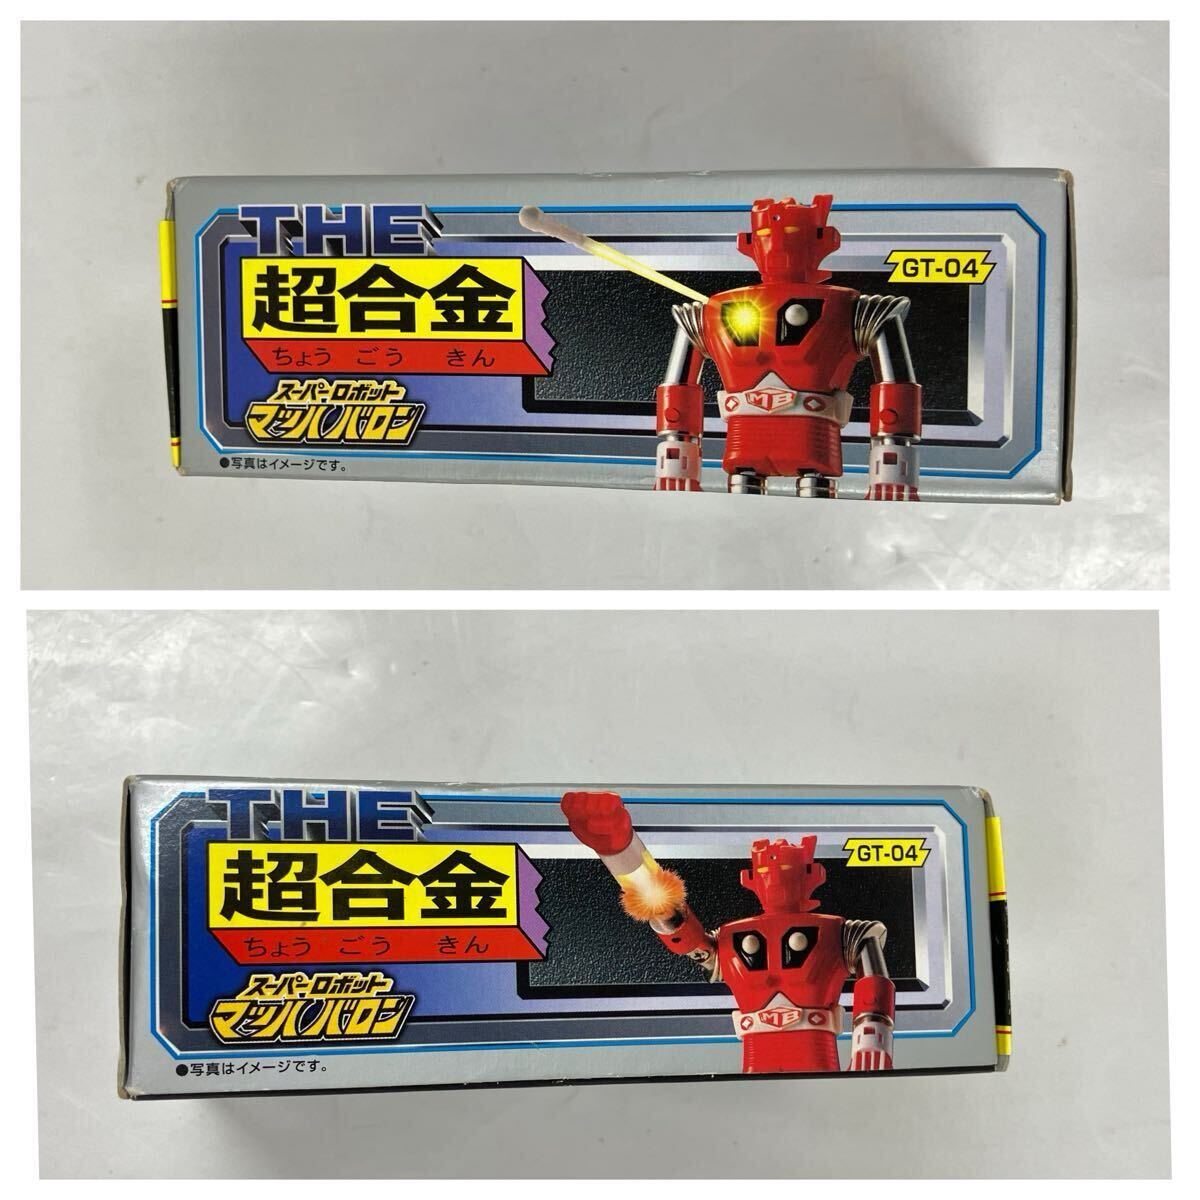 THE
超合金
ちょう ごう きん
スーパーロボット
マッハバロン
●写真はイメージです。
GT-04
MB
THE
超合金
ちょう ごう きん
スーパーロボット
マッハバロン
●写真はイメージです。
GT-04
MB